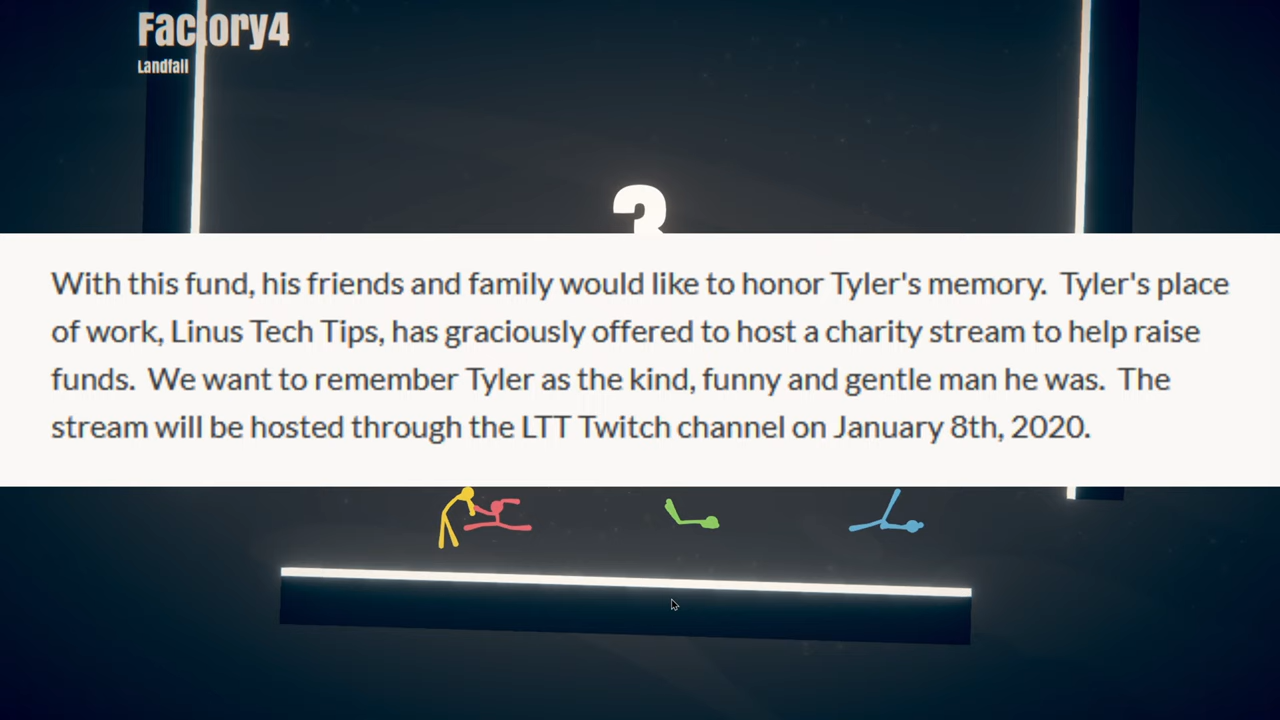 Factory4
Landfall
3
With this fund, his friends and family would like to honor Tyler's memory.  Tyler's place
of work, Linus Tech Tips, has graciously offered to host a charity stream to help raise
funds.  We want to remember Tyler as the kind, funny and gentle man he was.  The
stream will be hosted through the LTT Twitch channel on January 8th, 2020.